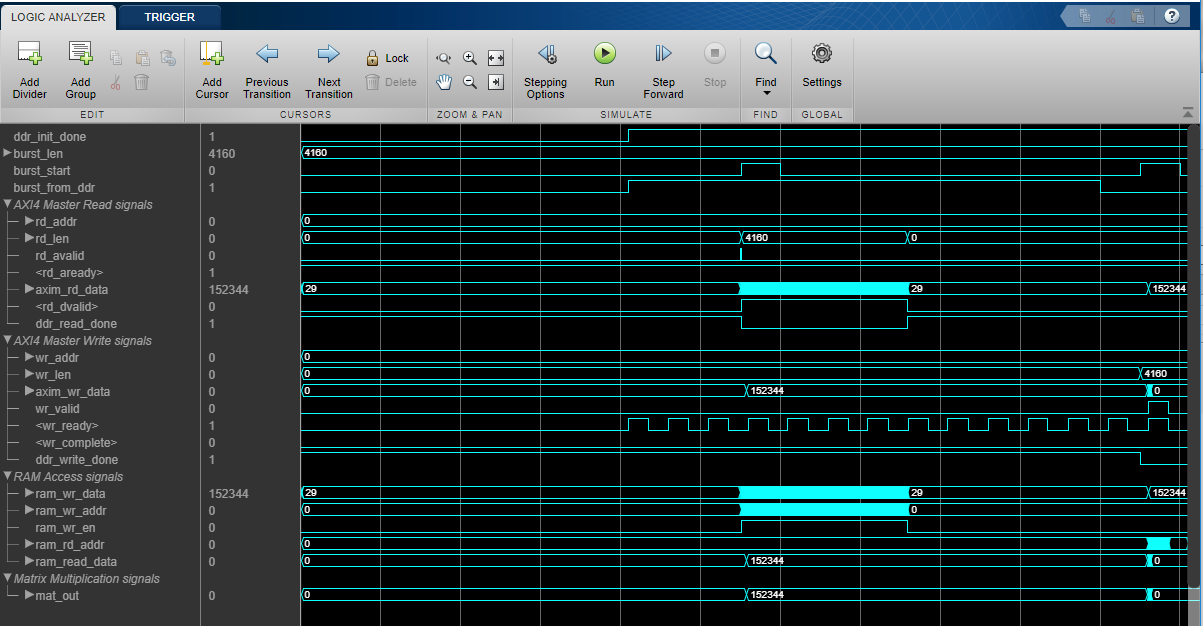 LOGIC ANALYZER TRIGGER
?
Add Divider
Add Group
Add Cursor
Previous Transition
Next Transition
Lock
Delete
Stepping Options
Run
Step Forward
Stop
Find
Settings
EDIT CURSORS ZOOM & PAN SIMULATE FIND GLOBAL
ddr_init_done 1
burst_len 4160 4160
burst_start 0
burst_from_ddr 1
AXI4 Master Read signals
rd_addr 0 0
rd_len 0 0 4160 0
rd_avalid 0
<rd_aready> 1
axim_rd_data 152344 29 29 152344
<rd_dvalid> 0
ddr_read_done 1
AXI4 Master Write signals
wr_addr 0 0
wr_len 0 0 4160
axim_wr_data 0 0 152344 0
wr_valid 0
<wr_ready> 1
<wr_complete> 0
ddr_write_done 1
RAM Access signals
ram_wr_data 152344 29 29 152344
ram_wr_addr 0 0 0
ram_wr_en 0
ram_rd_addr 0 0
ram_read_data 0 0 152344 0
Matrix Multiplication signals
mat_out 0 0 152344 0